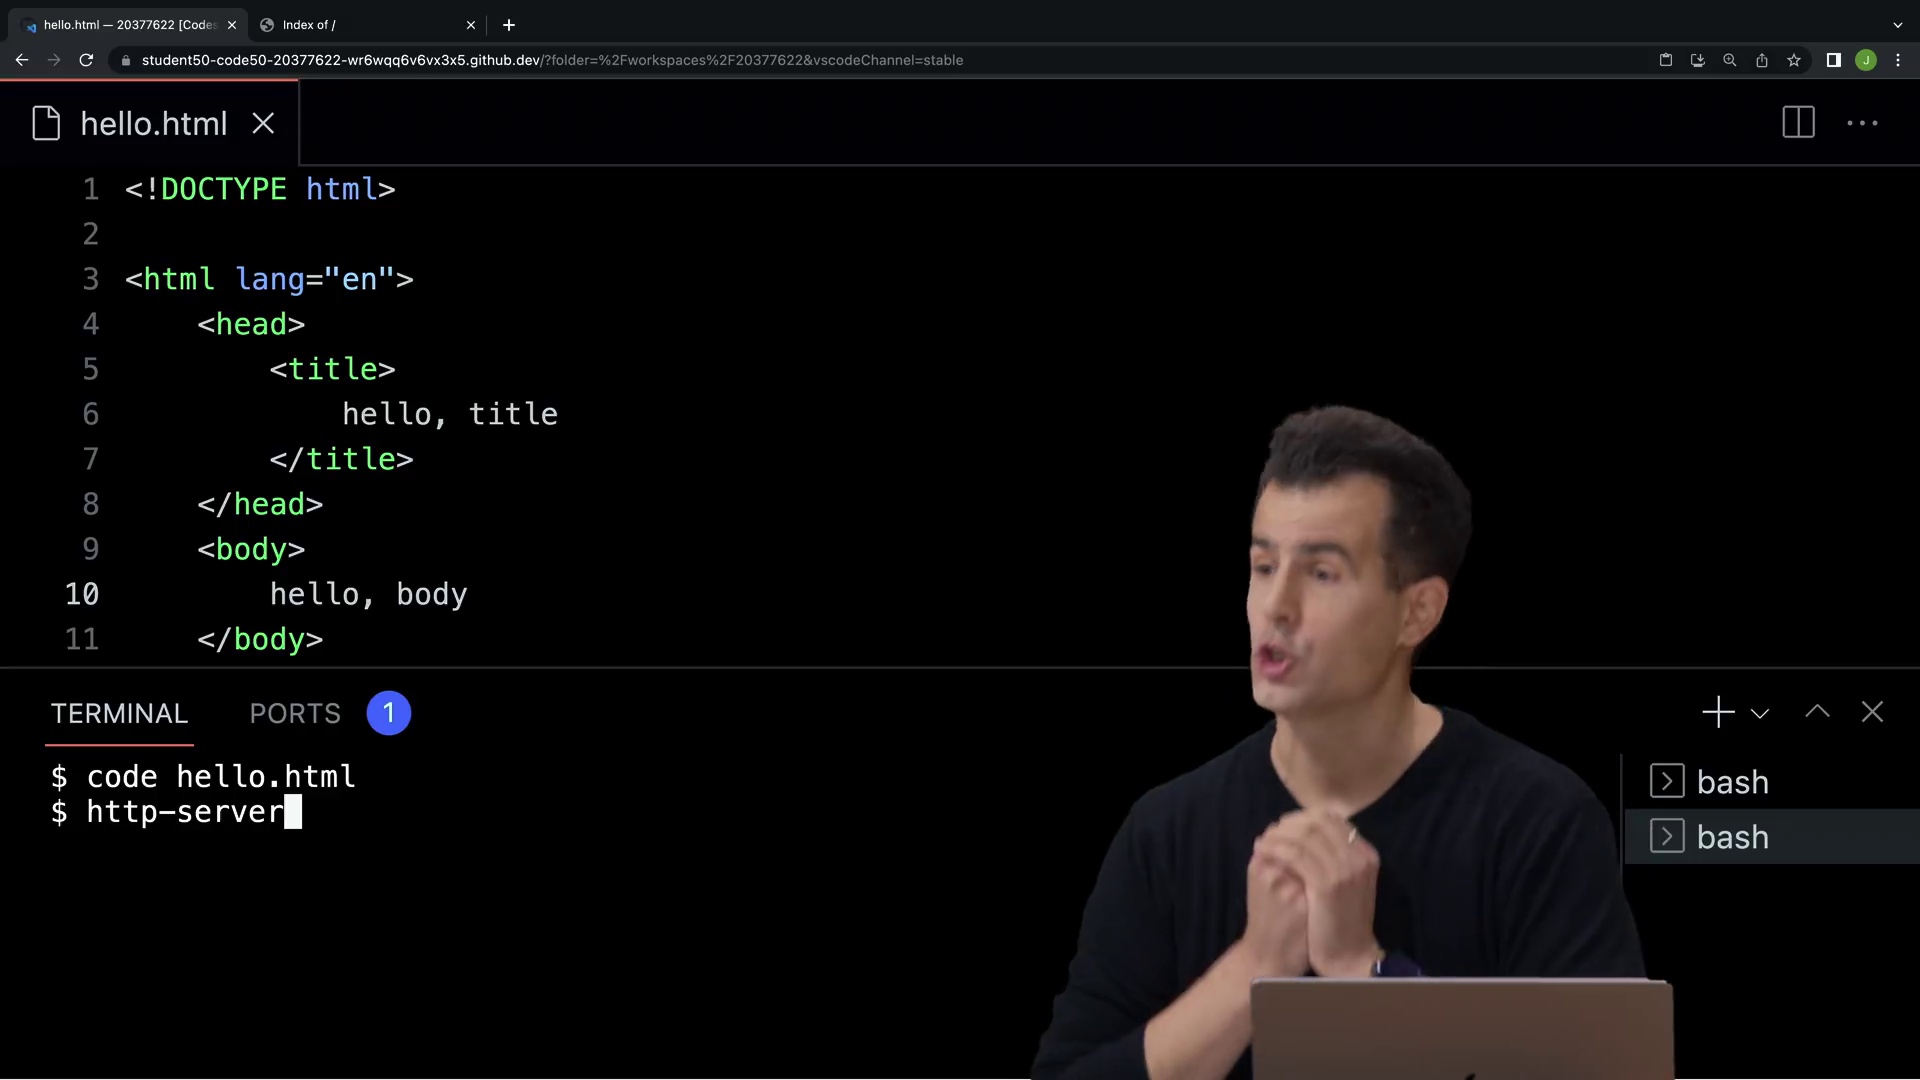 hello.html — 20377622 [Codes
Index of /
student50-code50-20377622-wr6wqq6v6vx3x5.github.dev/?folder=%2Fworkspaces%2F20377622&vscodeChannel=stable
J
hello.html
1 <!DOCTYPE html>
2
3 <html lang="en">
4 <head>
5 <title>
6 hello, title
7 </title>
8 </head>
9 <body>
10 hello, body
11 </body>
TERMINAL PORTS 1
$ code hello.html
$ http-server
bash
bash